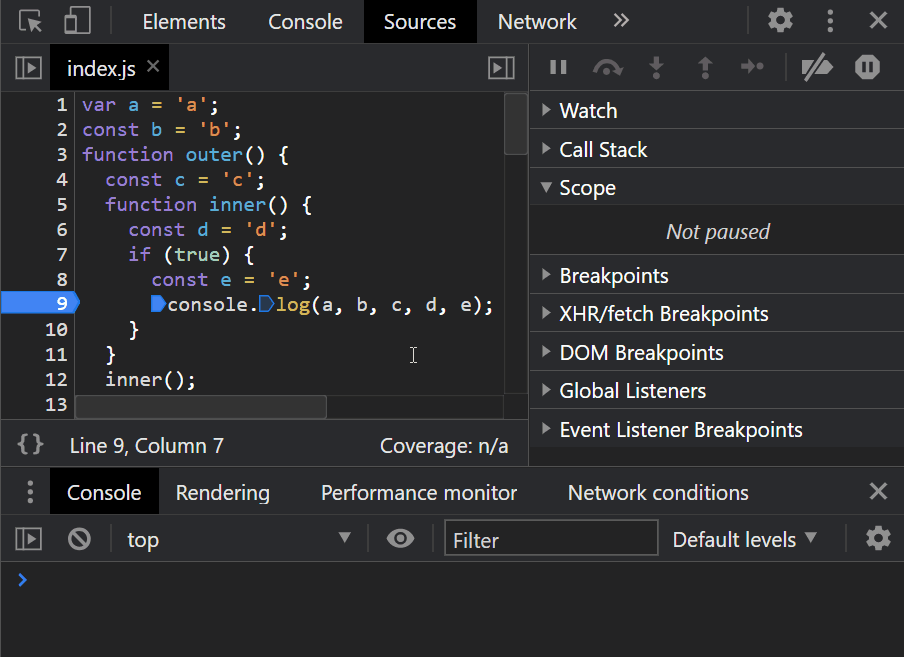 Elements Console Sources Network »
index.js ×
1 var a = 'a';
2 const b = 'b';
3 function outer() {
4 const c = 'c';
5 function inner() {
6 const d = 'd';
7 if (true) {
8 const e = 'e';
9 console.log(a, b, c, d, e);
10 }
11 }
12 inner();
13
{} Line 9, Column 7 Coverage: n/a
Watch
Call Stack
Scope
Not paused
Breakpoints
XHR/fetch Breakpoints
DOM Breakpoints
Global Listeners
Event Listener Breakpoints
Console Rendering Performance monitor Network conditions
top Filter Default levels